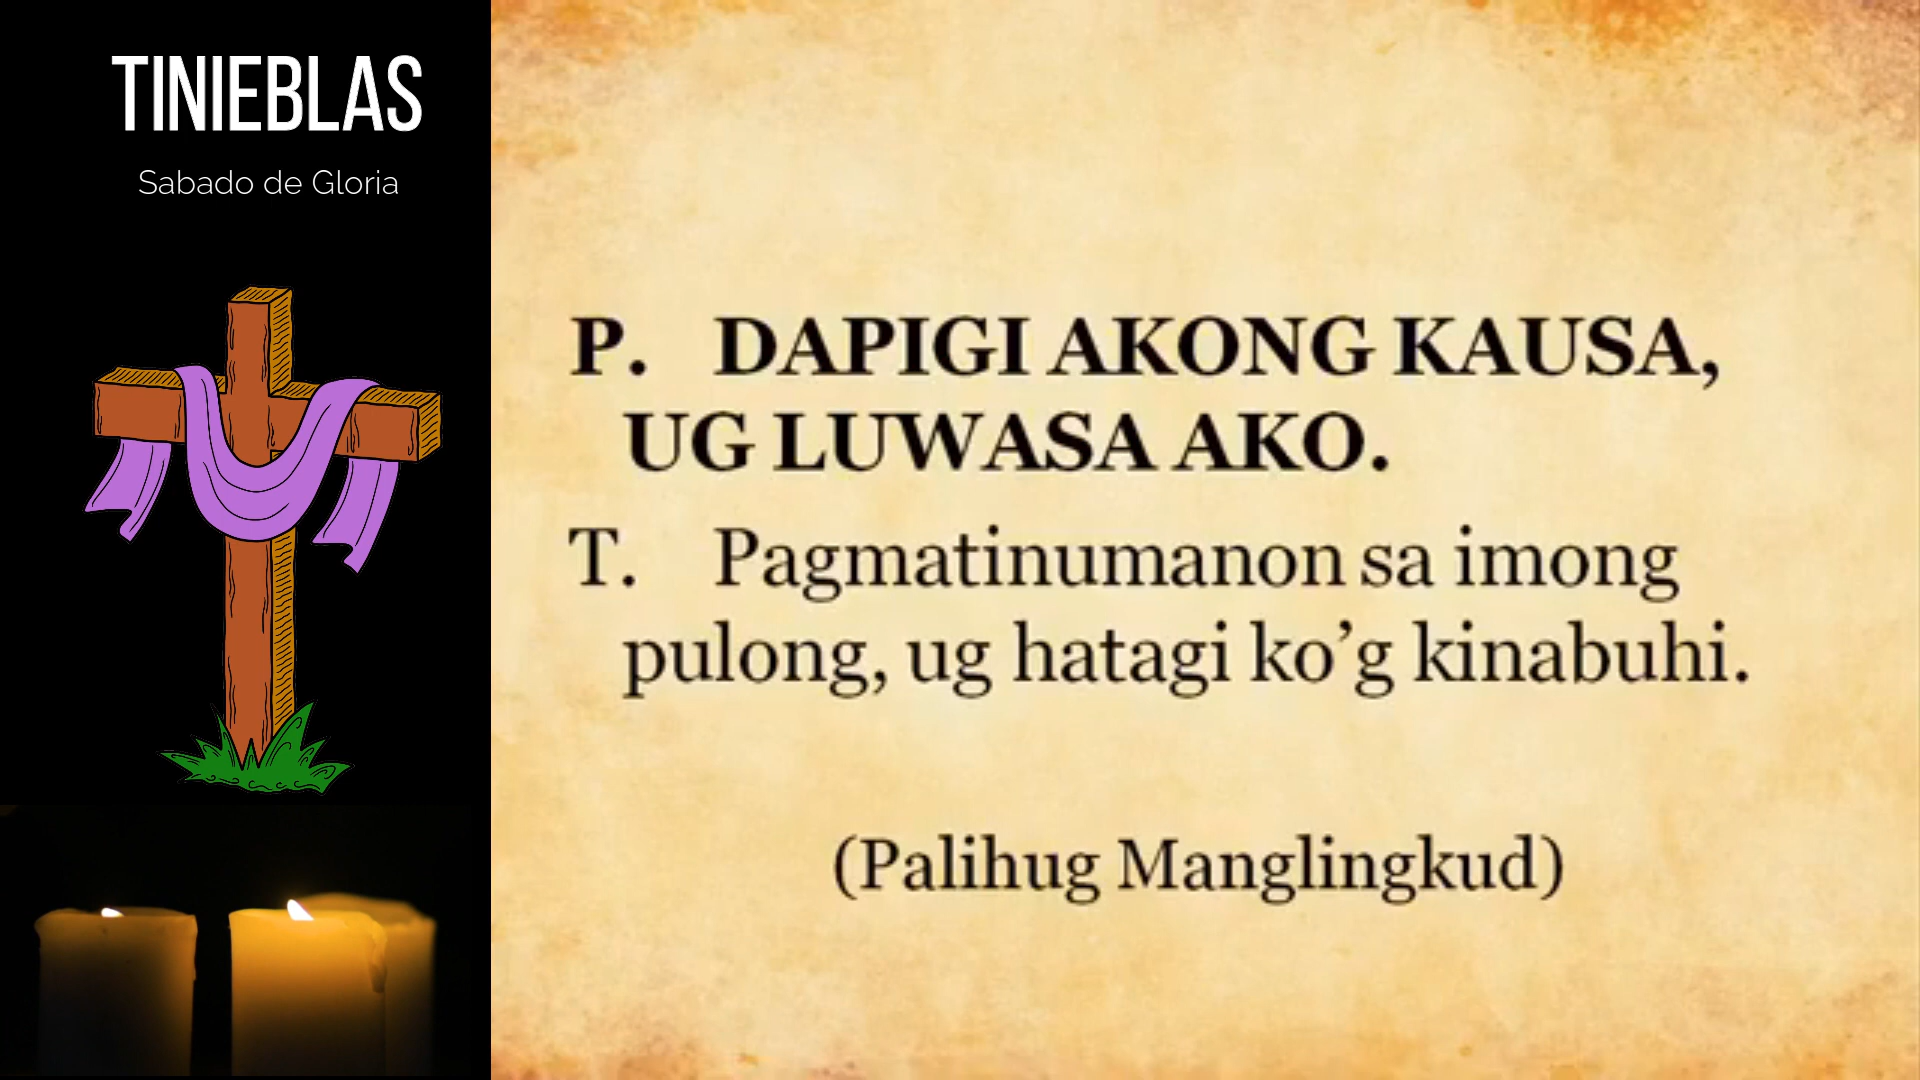 TINIEBLAS
Sabado de Gloria
P. DAPIGI AKONG KAUSA,
UG LUWASA AKO.
T. Pagmatinumanon sa imong
pulong, ug hatagi ko’g kinabuhi.
(Palihug Manglingkud)